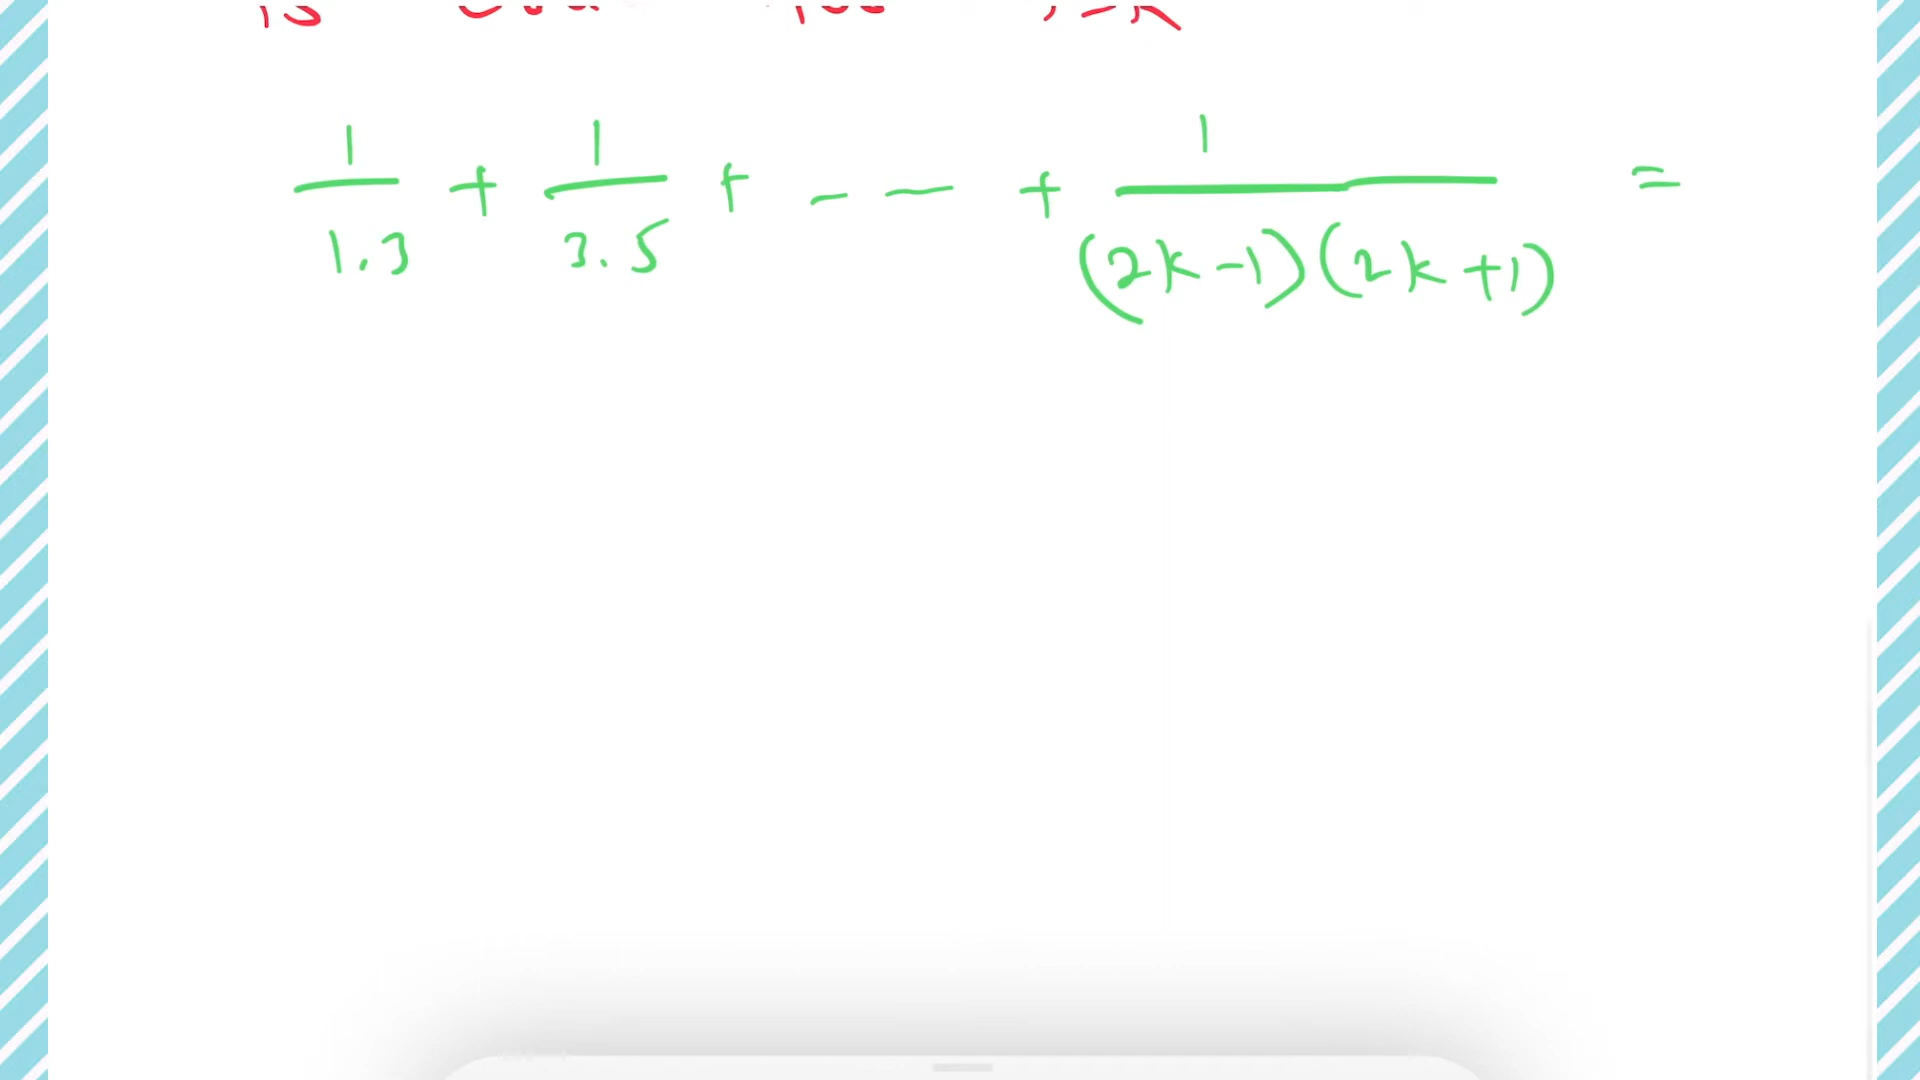 1/1.3 + 1/3.5 + - - + 1/(2k-1)(2k+1) =